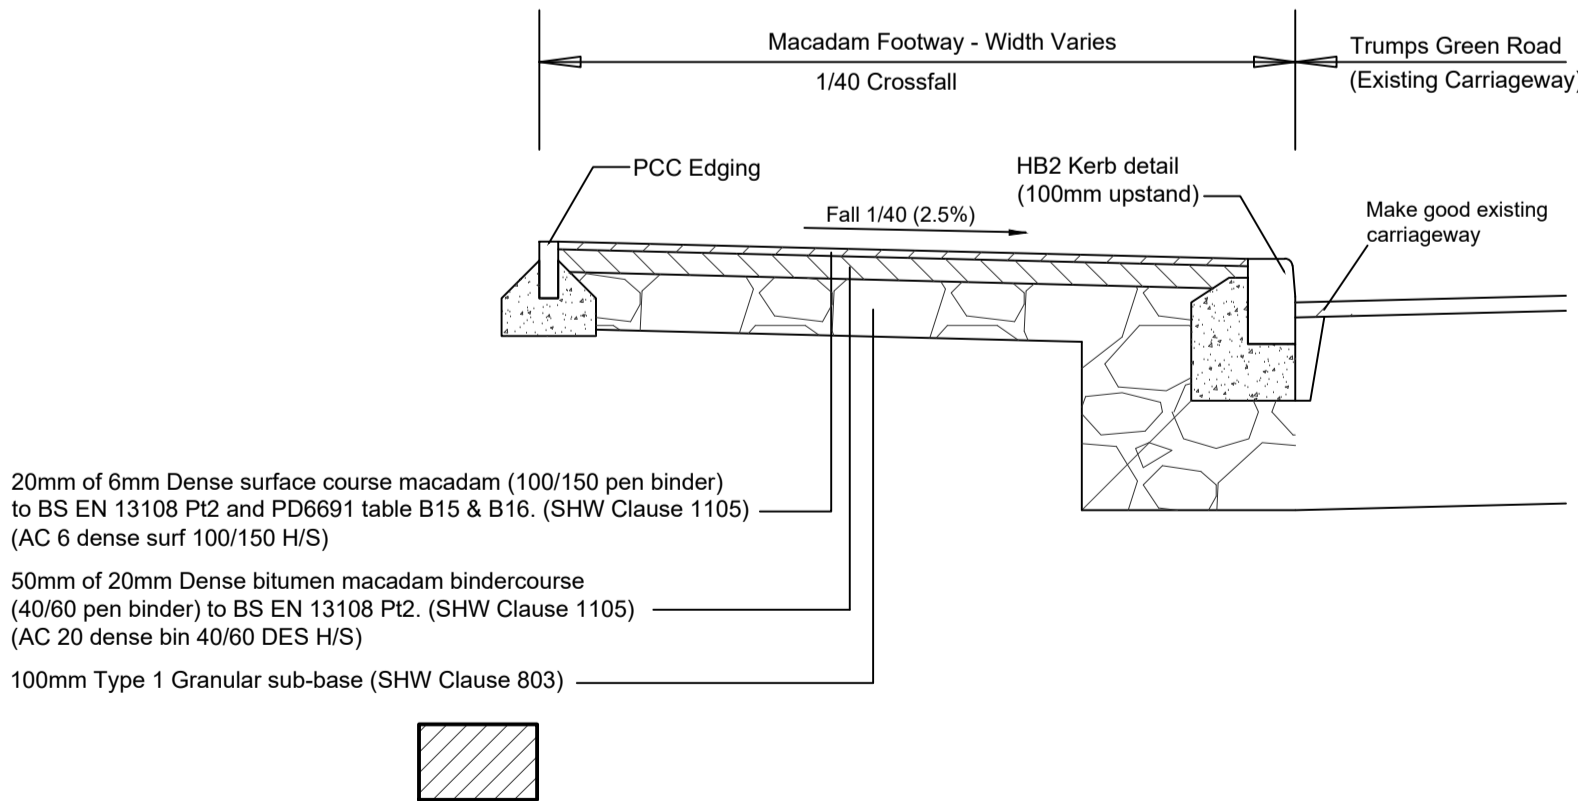 Macadam Footway - Width Varies
1/40 Crossfall
Trumps Green Road
(Existing Carriageway)
PCC Edging
HB2 Kerb detail
(100mm upstand)
Fall 1/40 (2.5%)
Make good existing
carriageway
20mm of 6mm Dense surface course macadam (100/150 pen binder)
to BS EN 13108 Pt2 and PD6691 table B15 & B16. (SHW Clause 1105)
(AC 6 dense surf 100/150 H/S)
50mm of 20mm Dense bitumen macadam bindercourse
(40/60 pen binder) to BS EN 13108 Pt2. (SHW Clause 1105)
(AC 20 dense bin 40/60 DES H/S)
100mm Type 1 Granular sub-base (SHW Clause 803)